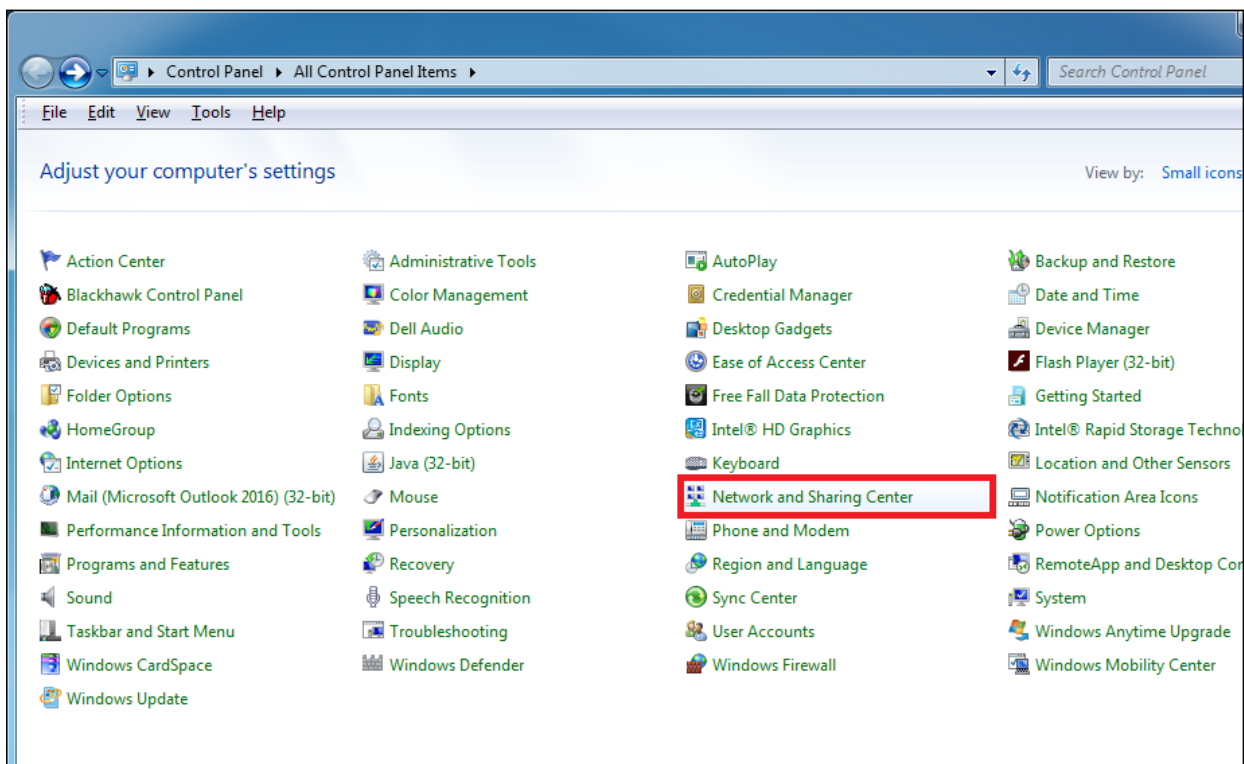 Control Panel All Control Panel Items
Search Control Panel
File Edit View Tools Help
Adjust your computer's settings
View by: Small icons
Action Center Administrative Tools AutoPlay Backup and Restore
Blackhawk Control Panel Color Management Credential Manager Date and Time
Default Programs Dell Audio Desktop Gadgets Device Manager
Devices and Printers Display Ease of Access Center Flash Player (32-bit)
Folder Options Fonts Free Fall Data Protection Getting Started
HomeGroup Indexing Options Intel® HD Graphics Intel® Rapid Storage Techno
Internet Options Java (32-bit) Keyboard Location and Other Sensors
Mail (Microsoft Outlook 2016) (32-bit) Mouse Network and Sharing Center Notification Area Icons
Performance Information and Tools Personalization Phone and Modem Power Options
Programs and Features Recovery Region and Language RemoteApp and Desktop Cor
Sound Speech Recognition Sync Center System
Taskbar and Start Menu Troubleshooting User Accounts Windows Anytime Upgrade
Windows CardSpace Windows Defender Windows Firewall Windows Mobility Center
Windows Update